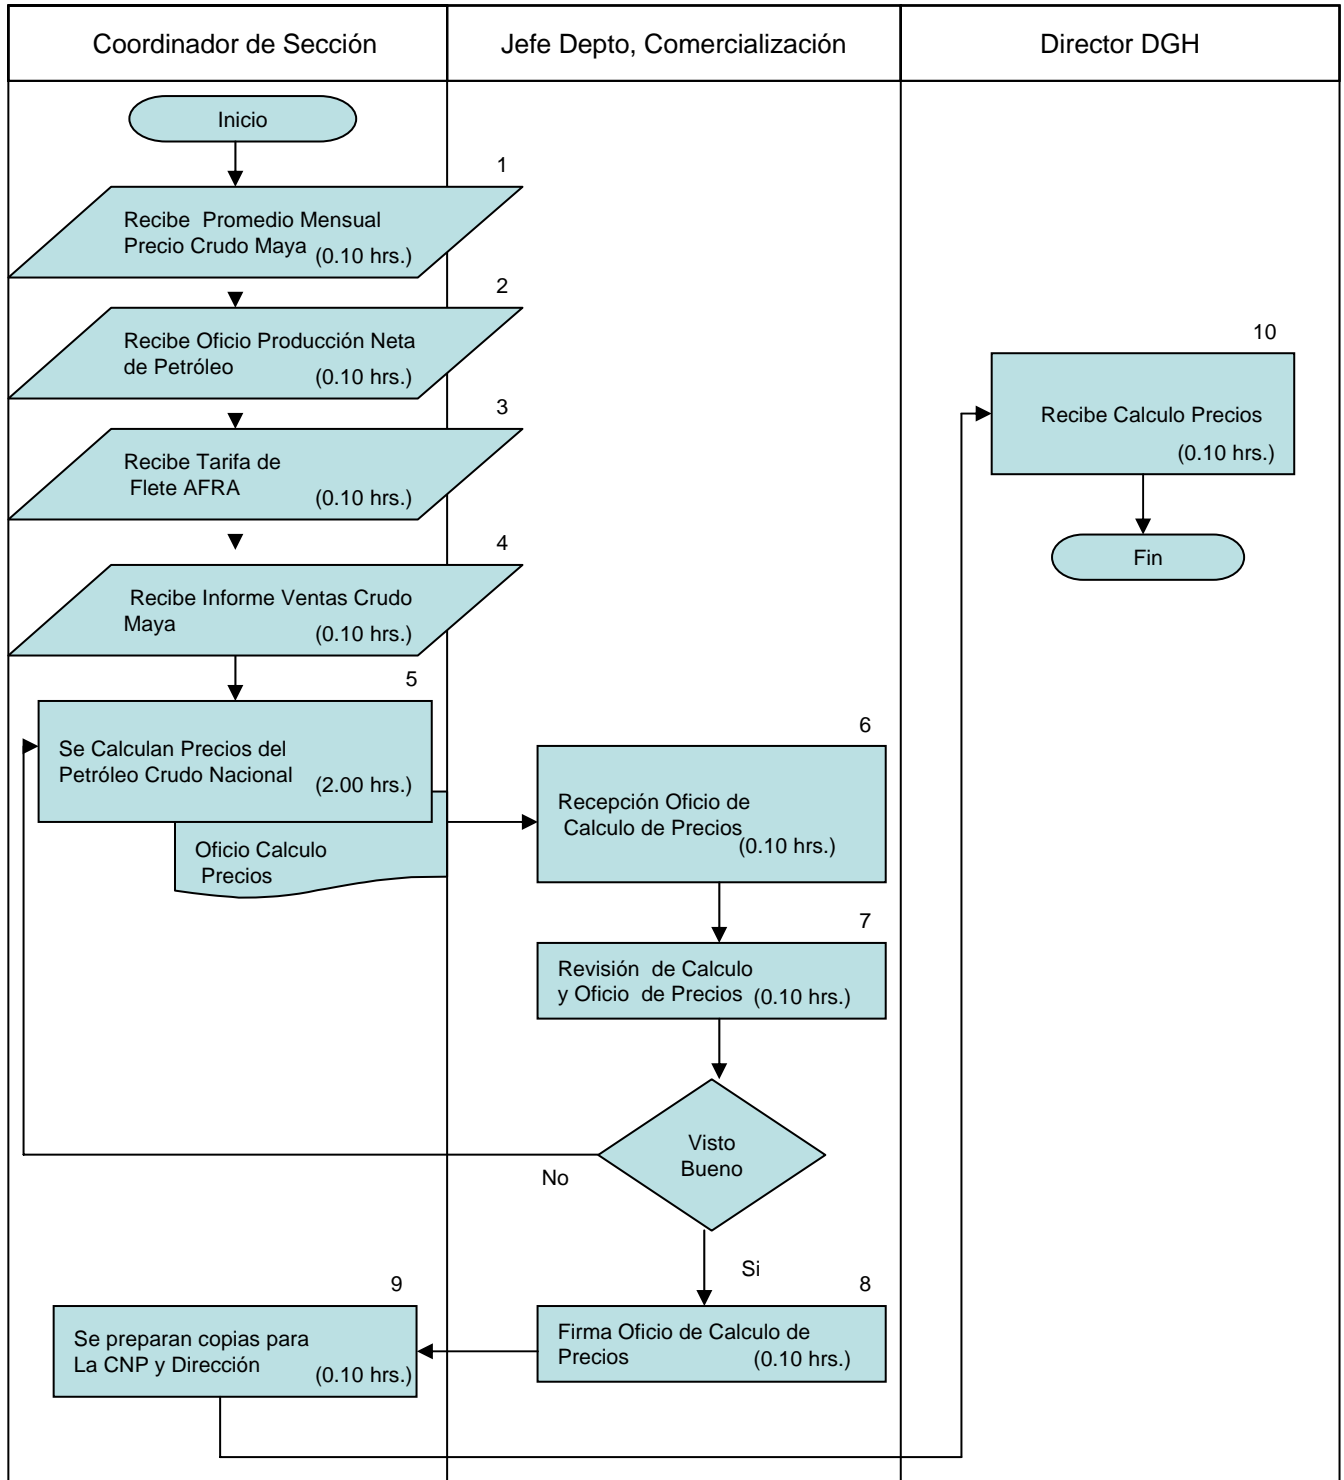 Coordinador de Sección
Jefe Depto, Comercialización
Director DGH
Inicio
1
Recibe Promedio Mensual
Precio Crudo Maya
(0.10 hrs.)
2
Recibe Oficio Producción Neta
de Petróleo
(0.10 hrs.)
3
Recibe Tarifa de
Flete AFRA
(0.10 hrs.)
4
Recibe Informe Ventas Crudo
Maya
(0.10 hrs.)
5
Se Calculan Precios del
Petróleo Crudo Nacional
(2.00 hrs.)
Oficio Calculo
Precios
6
Recepción Oficio de
Calculo de Precios
(0.10 hrs.)
7
Revisión de Calculo
y Oficio de Precios
(0.10 hrs.)
Visto
Bueno
No
Si
8
Firma Oficio de Calculo de
Precios
(0.10 hrs.)
9
Se preparan copias para
La CNP y Dirección
(0.10 hrs.)
10
Recibe Calculo Precios
(0.10 hrs.)
Fin